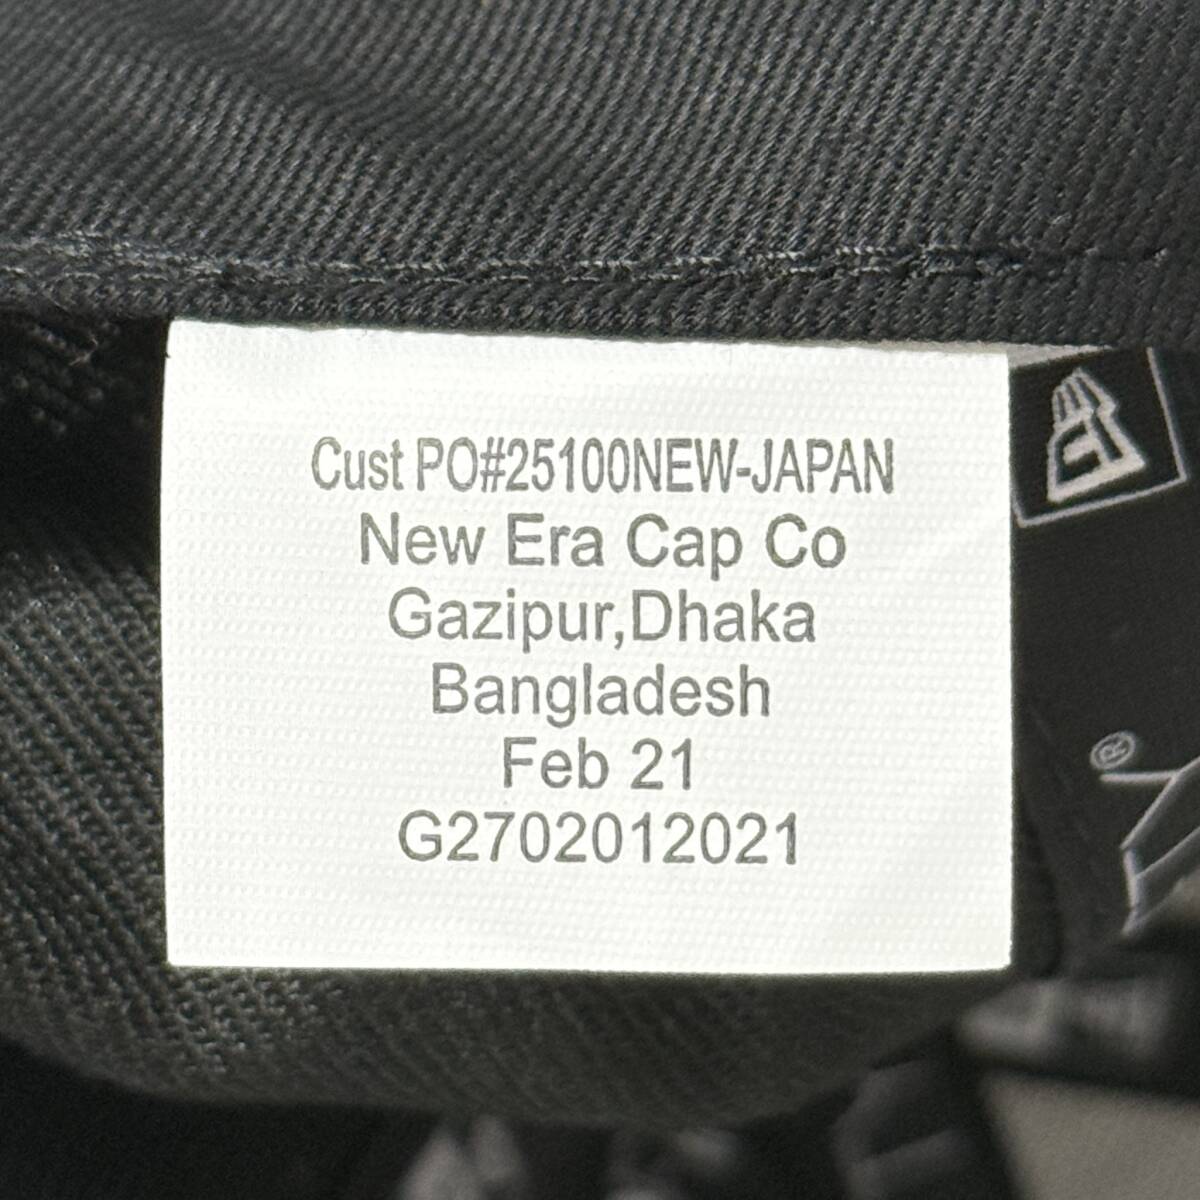 Cust PO#25100NEW-JAPAN
New Era Cap Co
Gazipur,Dhaka
Bangladesh
Feb 21
G2702012021
®